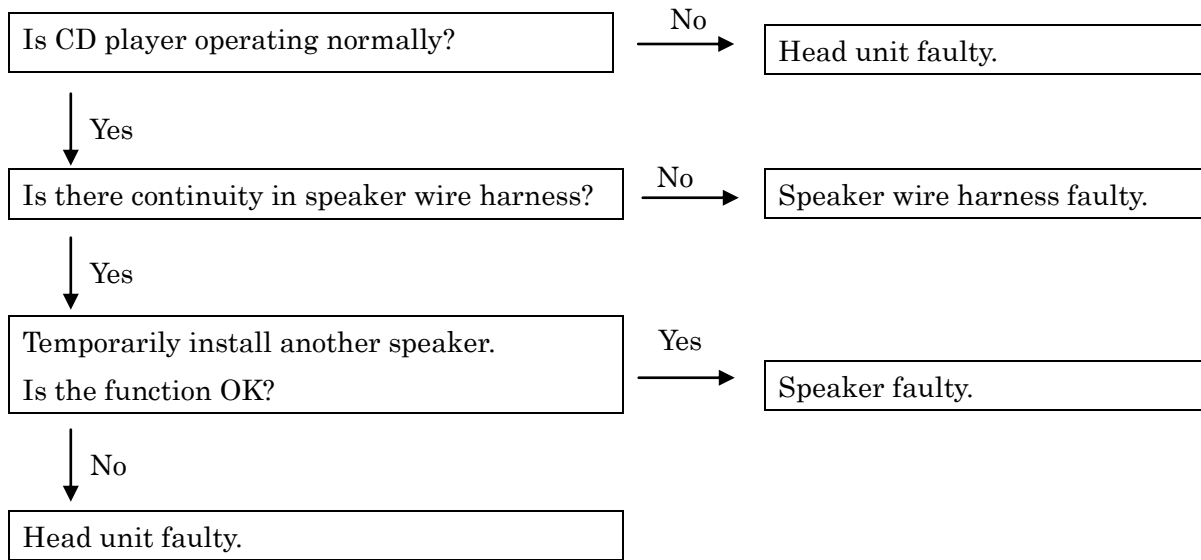 Is CD player operating normally?
No
Head unit faulty.
Yes
Is there continuity in speaker wire harness?
No
Speaker wire harness faulty.
Yes
Temporarily install another speaker.
Is the function OK?
Yes
Speaker faulty.
No
Head unit faulty.